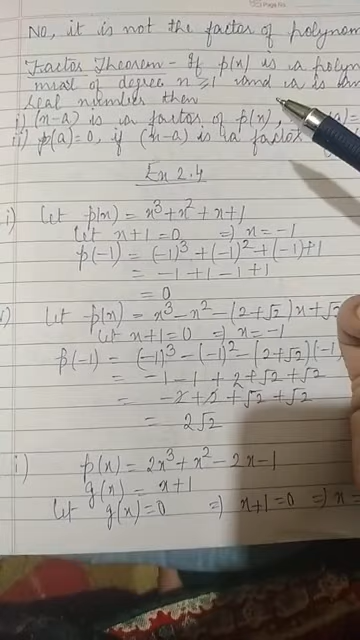 No, it is not the factor of polynom
Factor Theorem - If p(x) is a polyn
mial of degree n ≥ 1 and a is an
real number then
i) (x-a) is a factor of p(x), (a) =
ii) p(a) = 0, if (x-a) is a factor
Ex 2.4
i) Let p(x) = x³ + x² + x + 1
Let x+1 = 0 ⇒ x = -1
p(-1) = (-1)³ + (-1)² + (-1) + 1
= -1 + 1 - 1 + 1
= 0
) Let p(x) = x³ - x² - (2+√2)x + √2
Let x+1 = 0 ⇒ x = -1
p(-1) = (-1)³ - (-1)² - (2+√2)(-1)
= -1 - 1 + 2 + √2 + √2
= -2 + 2 + √2 + √2
= 2√2
i) p(x) = 2x³ + x² - 2x - 1
g(x) = x + 1
Let g(x) = 0 ⇒ x+1 = 0 ⇒ x =